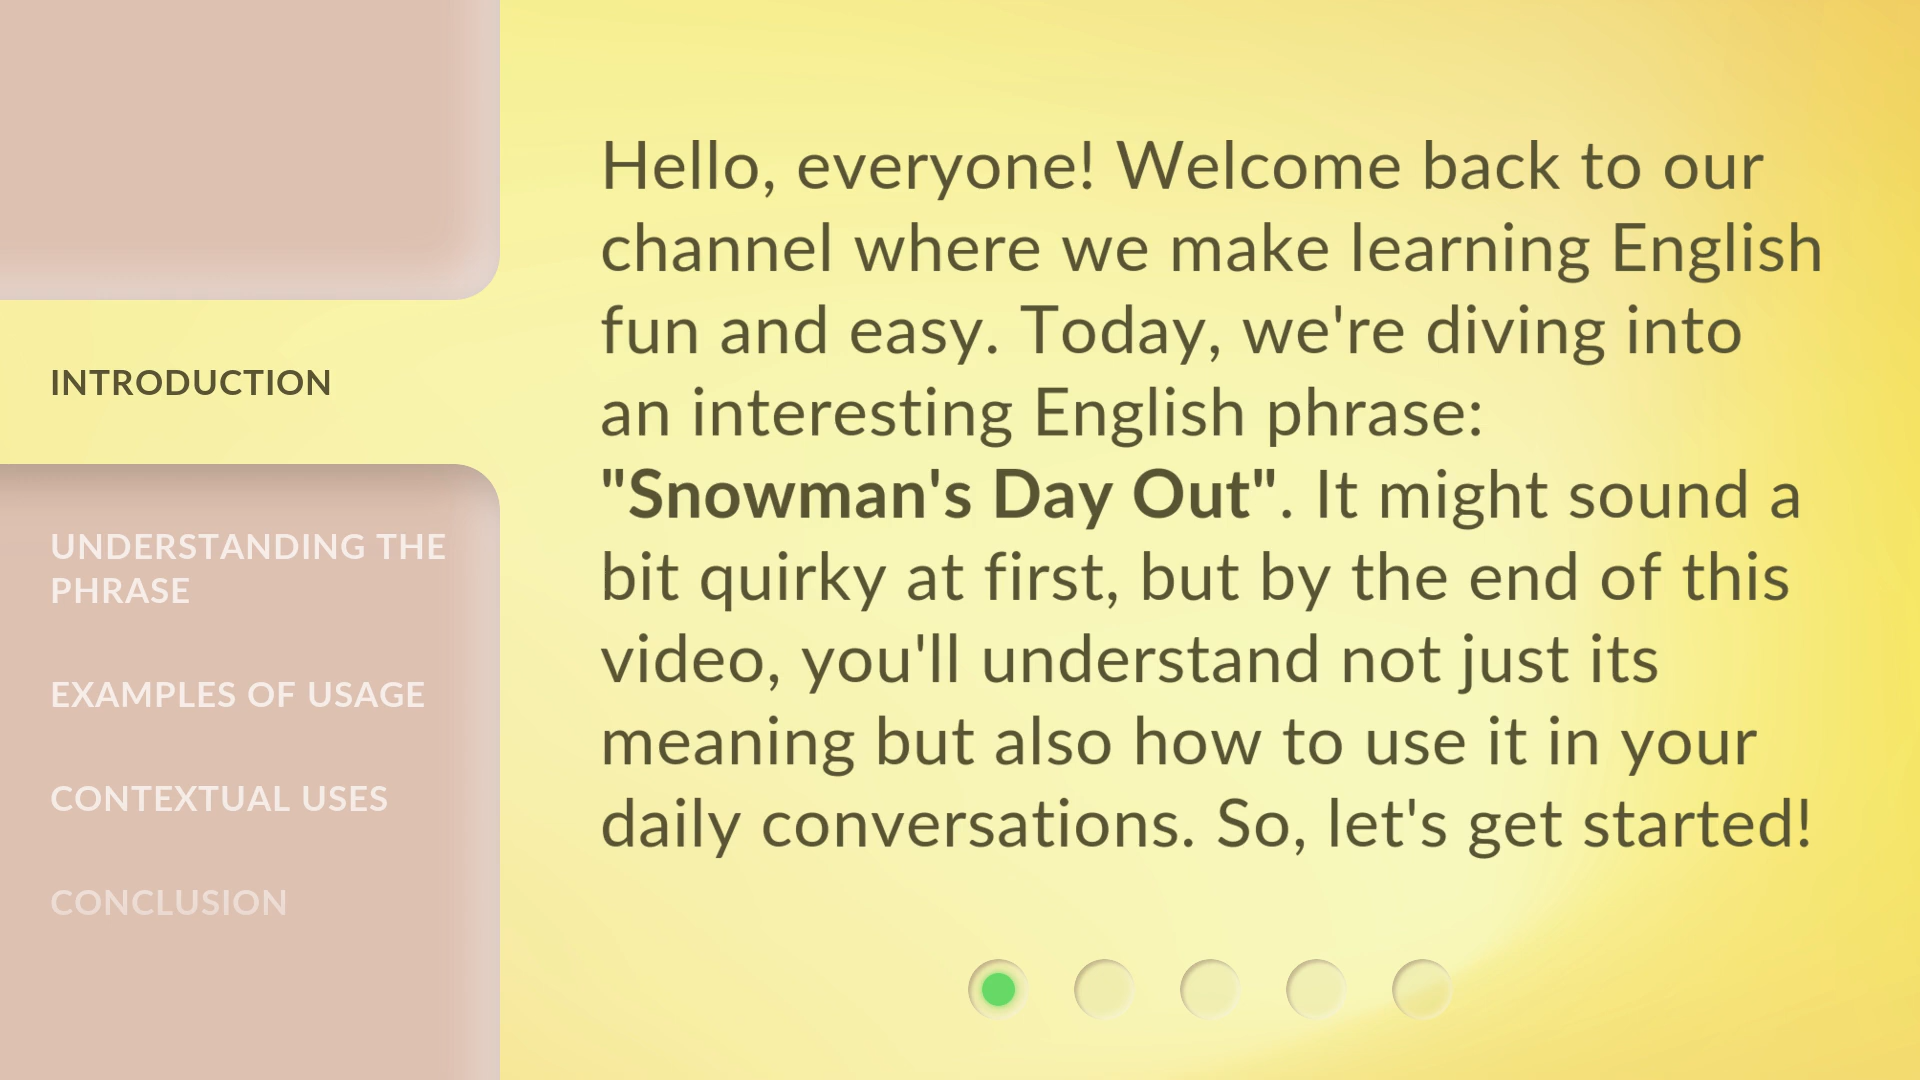 INTRODUCTION
UNDERSTANDING THE
PHRASE
EXAMPLES OF USAGE
CONTEXTUAL USES
CONCLUSION
Hello, everyone! Welcome back to our
channel where we make learning English
fun and easy. Today, we're diving into
an interesting English phrase:
"Snowman's Day Out". It might sound a
bit quirky at first, but by the end of this
video, you'll understand not just its
meaning but also how to use it in your
daily conversations. So, let's get started!